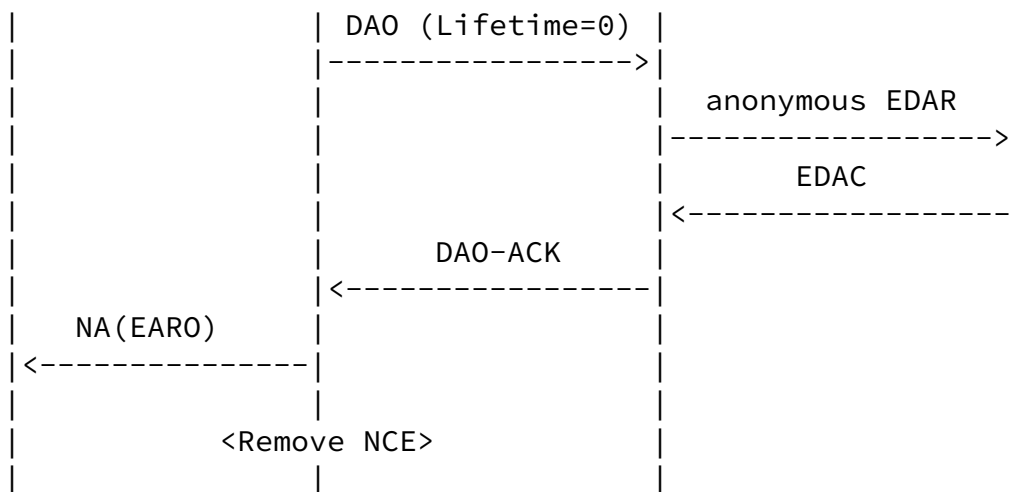 DAO (Lifetime=0)
anonymous EDAR
EDAC
DAO-ACK
NA(EARO)
<Remove NCE>